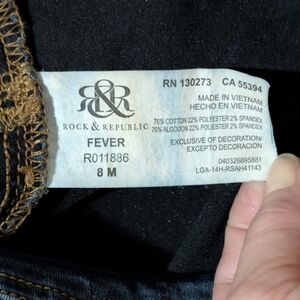 R&R
ROCK & REPUBLIC
FEVER
R011886
8 M
RN 130273 CA 55394
MADE IN VIETNAM
HECHO EN VIETNAM
76% COTTON 22% POLYESTER 2% SPANDEX
76% ALGODON 22% POLIESTER 2% SPANDEX
EXCLUSIVE OF DECORATION/
EXCEPTO DECORACION
040326895881
LGA-14H-RSAH41143